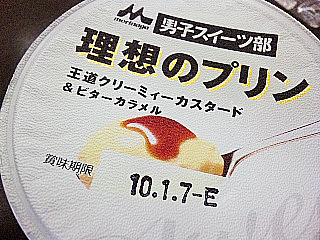 morinaga
男子スイーツ部
理想のプリン
王道クリーミィーカスタード
&ビターカラメル
賞味期限
10.1.7-E